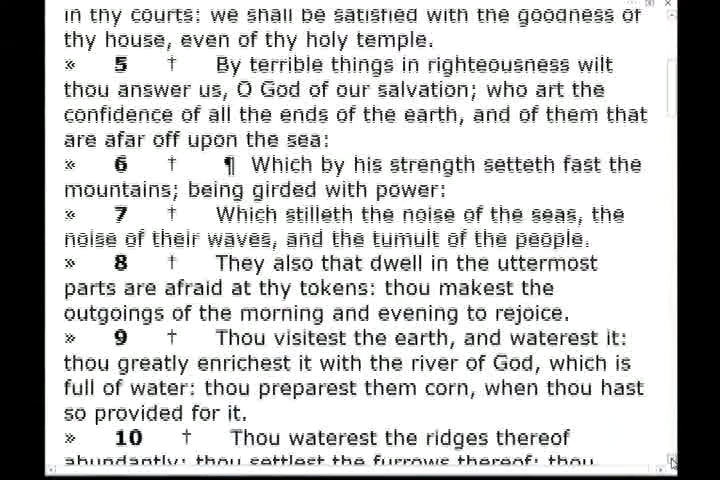 in thy courts: we shall be satisfied with the goodness of
thy house, even of thy holy temple.
» 5 † By terrible things in righteousness wilt
thou answer us, O God of our salvation; who art the
confidence of all the ends of the earth, and of them that
are afar off upon the sea:
» 6 † ¶ Which by his strength setteth fast the
mountains; being girded with power:
» 7 † Which stilleth the noise of the seas, the
noise of their waves, and the tumult of the people.
» 8 † They also that dwell in the uttermost
parts are afraid at thy tokens: thou makest the
outgoings of the morning and evening to rejoice.
» 9 † Thou visitest the earth, and waterest it:
thou greatly enrichest it with the river of God, which is
full of water: thou preparest them corn, when thou hast
so provided for it.
» 10 † Thou waterest the ridges thereof
abundantly: thou settlest the furrows thereof: thou